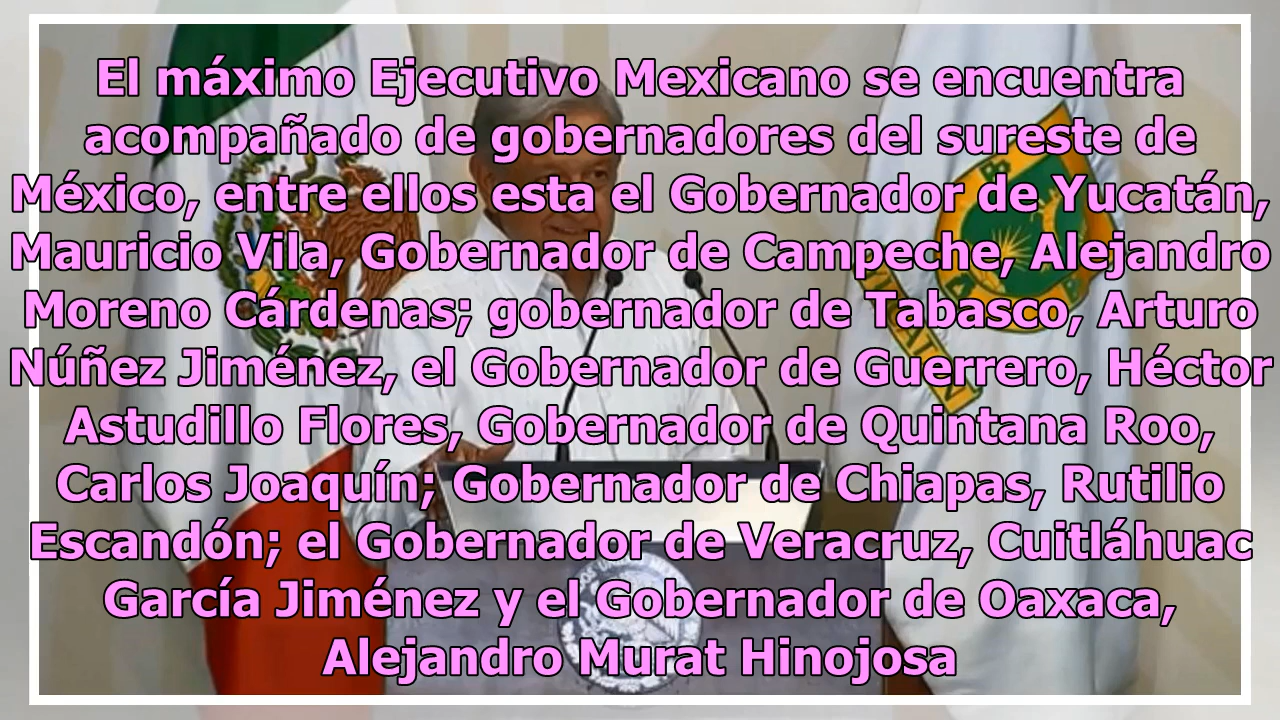 El máximo Ejecutivo Mexicano se encuentra
acompañado de gobernadores del sureste de
México, entre ellos esta el Gobernador de Yucatán,
Mauricio Vila, Gobernador de Campeche, Alejandro
Moreno Cárdenas; gobernador de Tabasco, Arturo
Núñez Jiménez, el Gobernador de Guerrero, Héctor
Astudillo Flores, Gobernador de Quintana Roo,
Carlos Joaquín; Gobernador de Chiapas, Rutilio
Escandón; el Gobernador de Veracruz, Cuitláhuac
García Jiménez y el Gobernador de Oaxaca,
Alejandro Murat Hinojosa